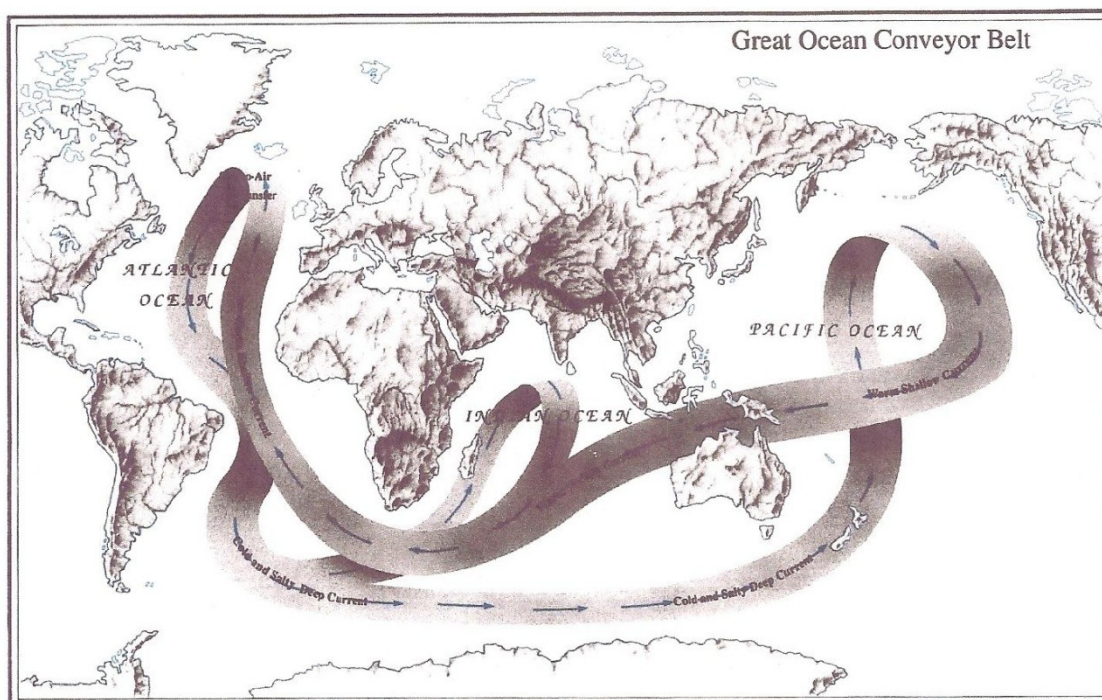 Great Ocean Conveyor Belt
-Air
ATLANTIC
OCEAN
PACIFIC OCEAN
Warm Shallow Current
OCEAN
Cold and Salty Deep Current
Cold and Salty Deep Current